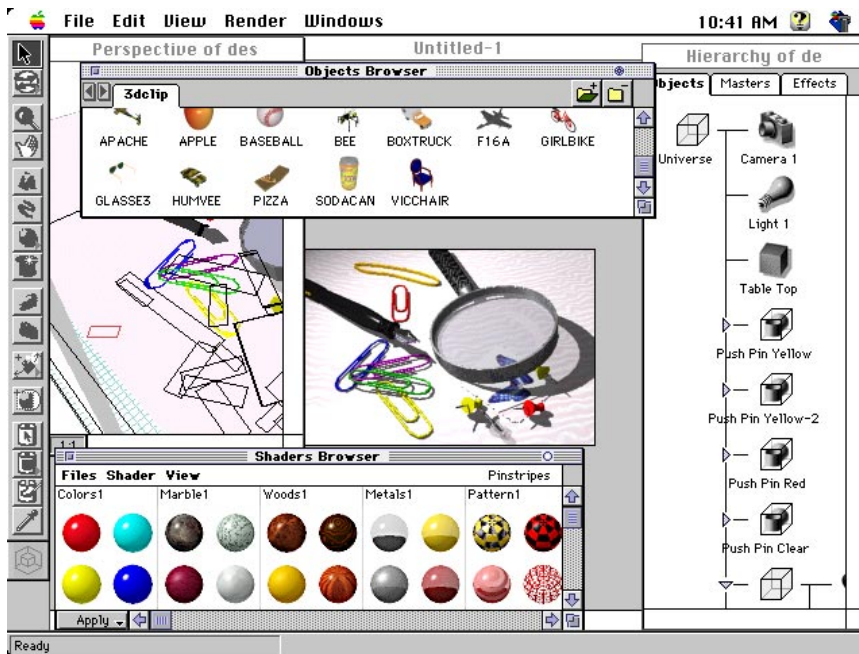 File Edit View Render Windows 10:41 AM
Perspective of des
Untitled-1
Hierarchy of de
Objects Browser
3dclip
APACHE APPLE BASEBALL BEE BOXTRUCK F16A GIRLBIKE
GLASSE3 HUMVEE PIZZA SODACAN VICCHAIR
bjects Masters Effects
Universe Camera 1
Light 1
Table Top
Push Pin Yellow
Push Pin Yellow-2
Push Pin Red
Push Pin Clear
1:1
Shaders Browser
Files Shader View Pinstripes
Colors1 Marble1 Woods1 Metals1 Pattern1
Apply
Ready